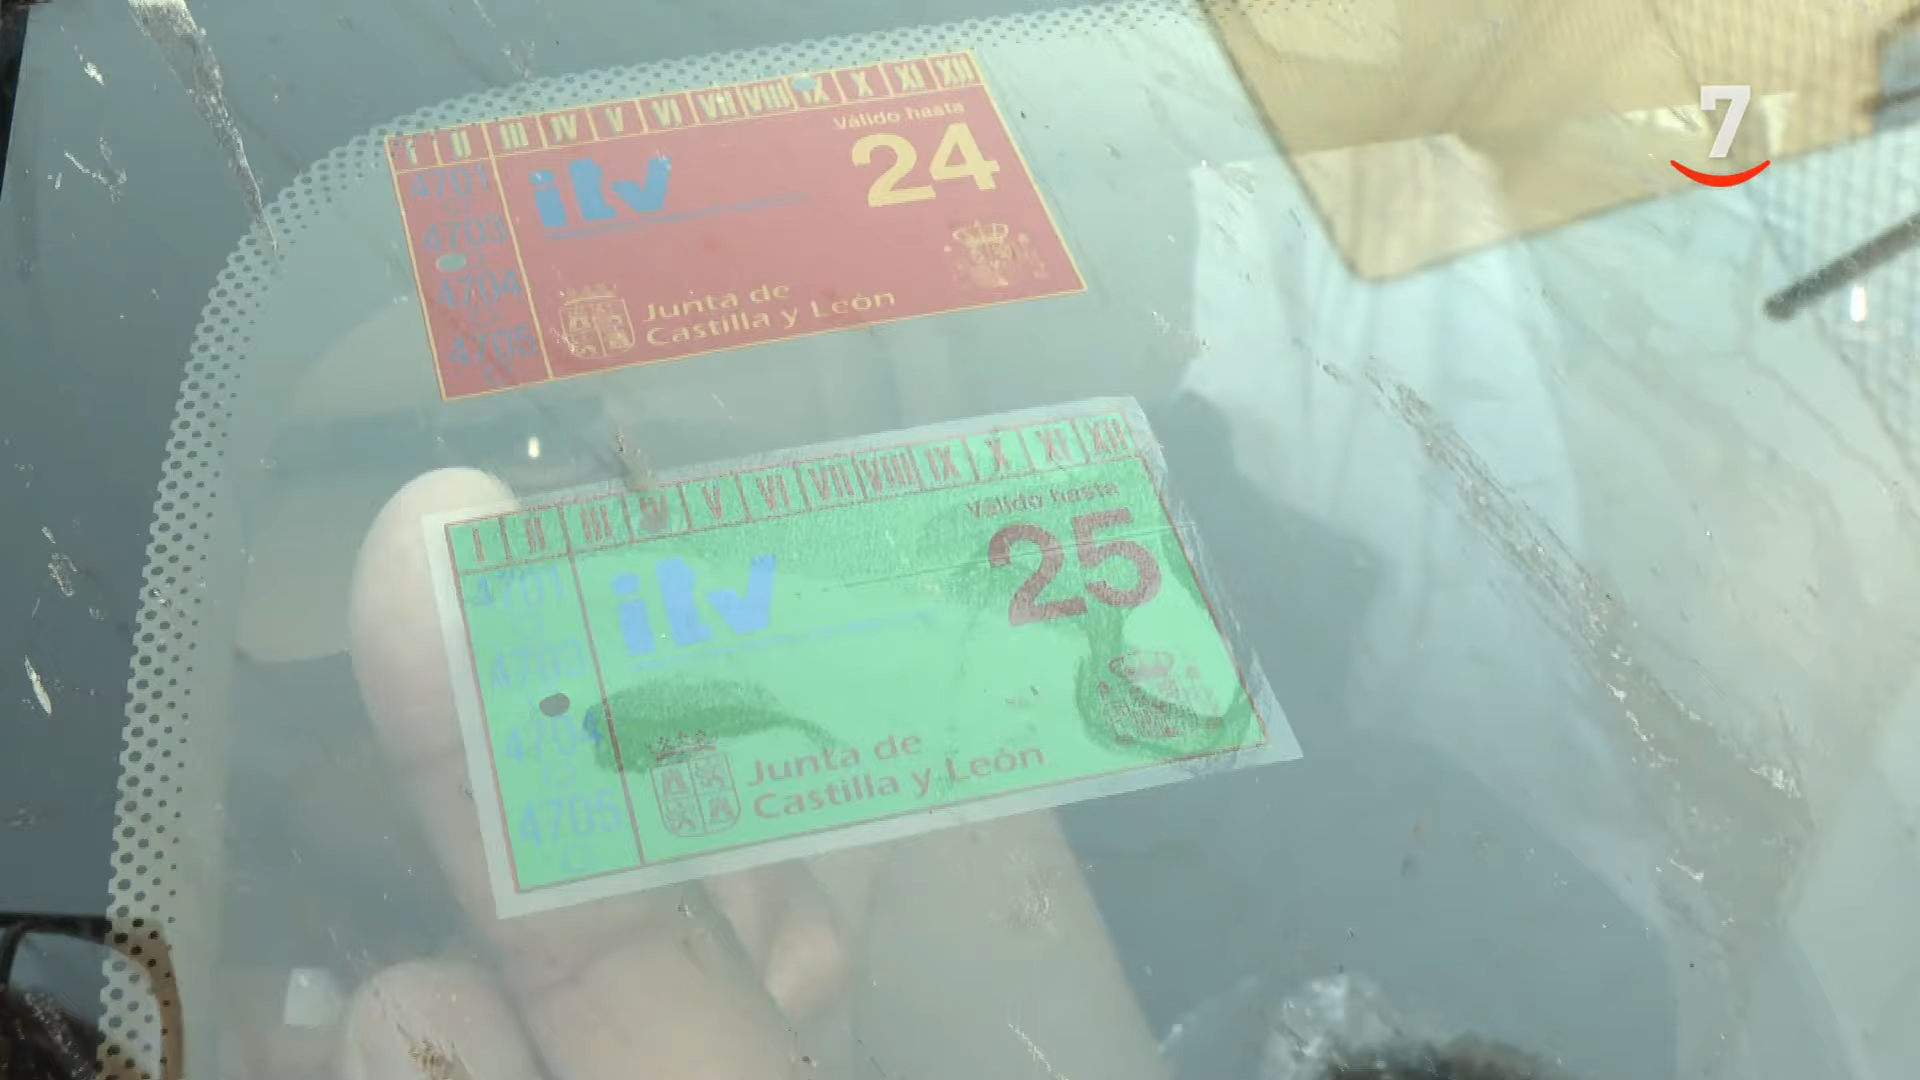 I II III IV V VI VII VIII IX X XI XII
Válido hasta
24
4701
4703
4704
4705
itv
Junta de
Castilla y León
I II III IV V VI VII VIII IX X XI XII
Válido hasta
25
4701
4703
4704
4705
itv
Junta de
Castilla y León
7